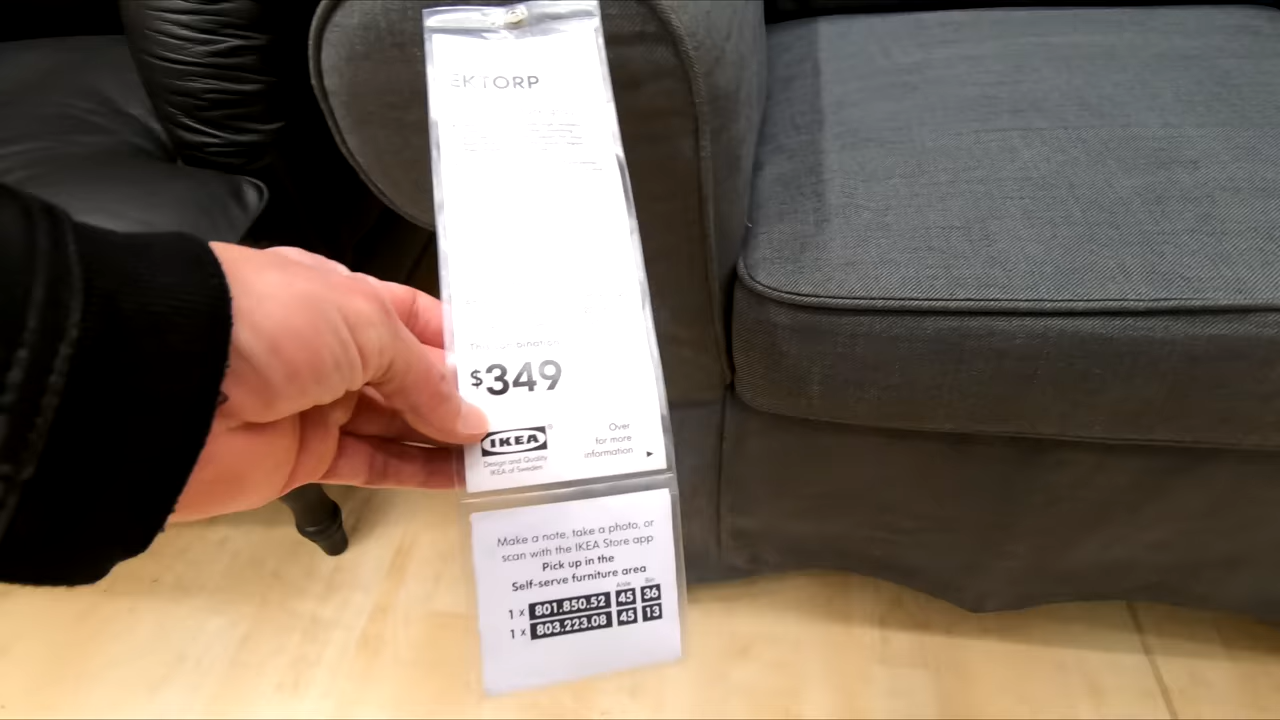 EKTORP
This combination
$349
IKEA®
Design and Quality
IKEA of Sweden
Over
for more
information
Make a note, take a photo, or
scan with the IKEA Store app
Pick up in the
Self-serve furniture area
Aisle Bin
1 x 801.850.52 45 36
1 x 803.223.08 45 13